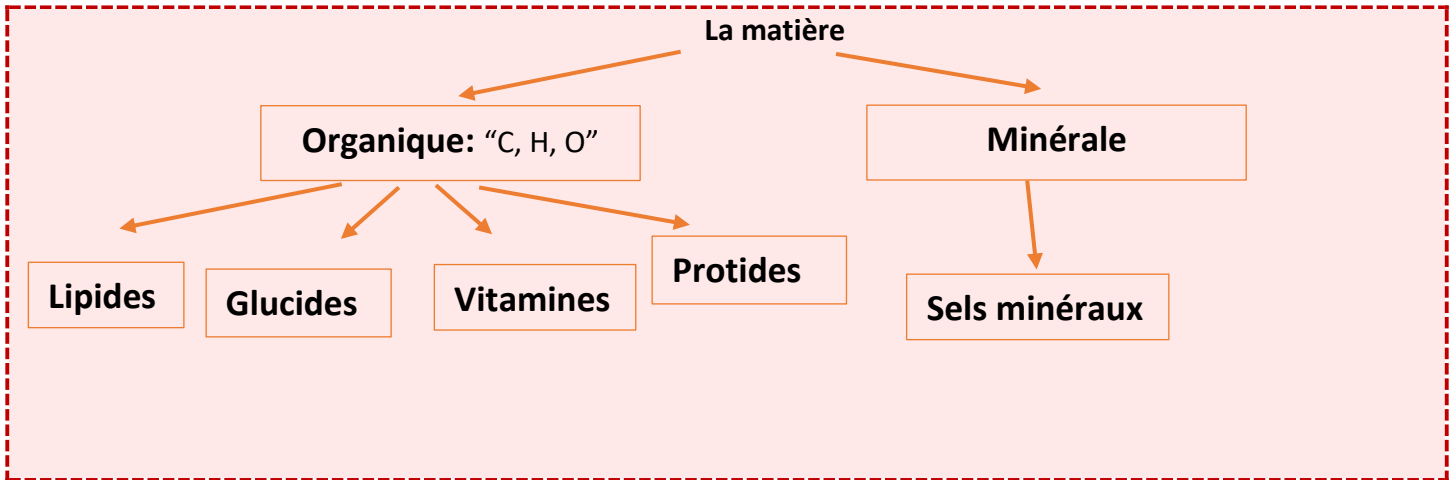 La matière
Organique: “C, H, O”
Minérale
Lipides
Glucides
Vitamines
Protides
Sels minéraux